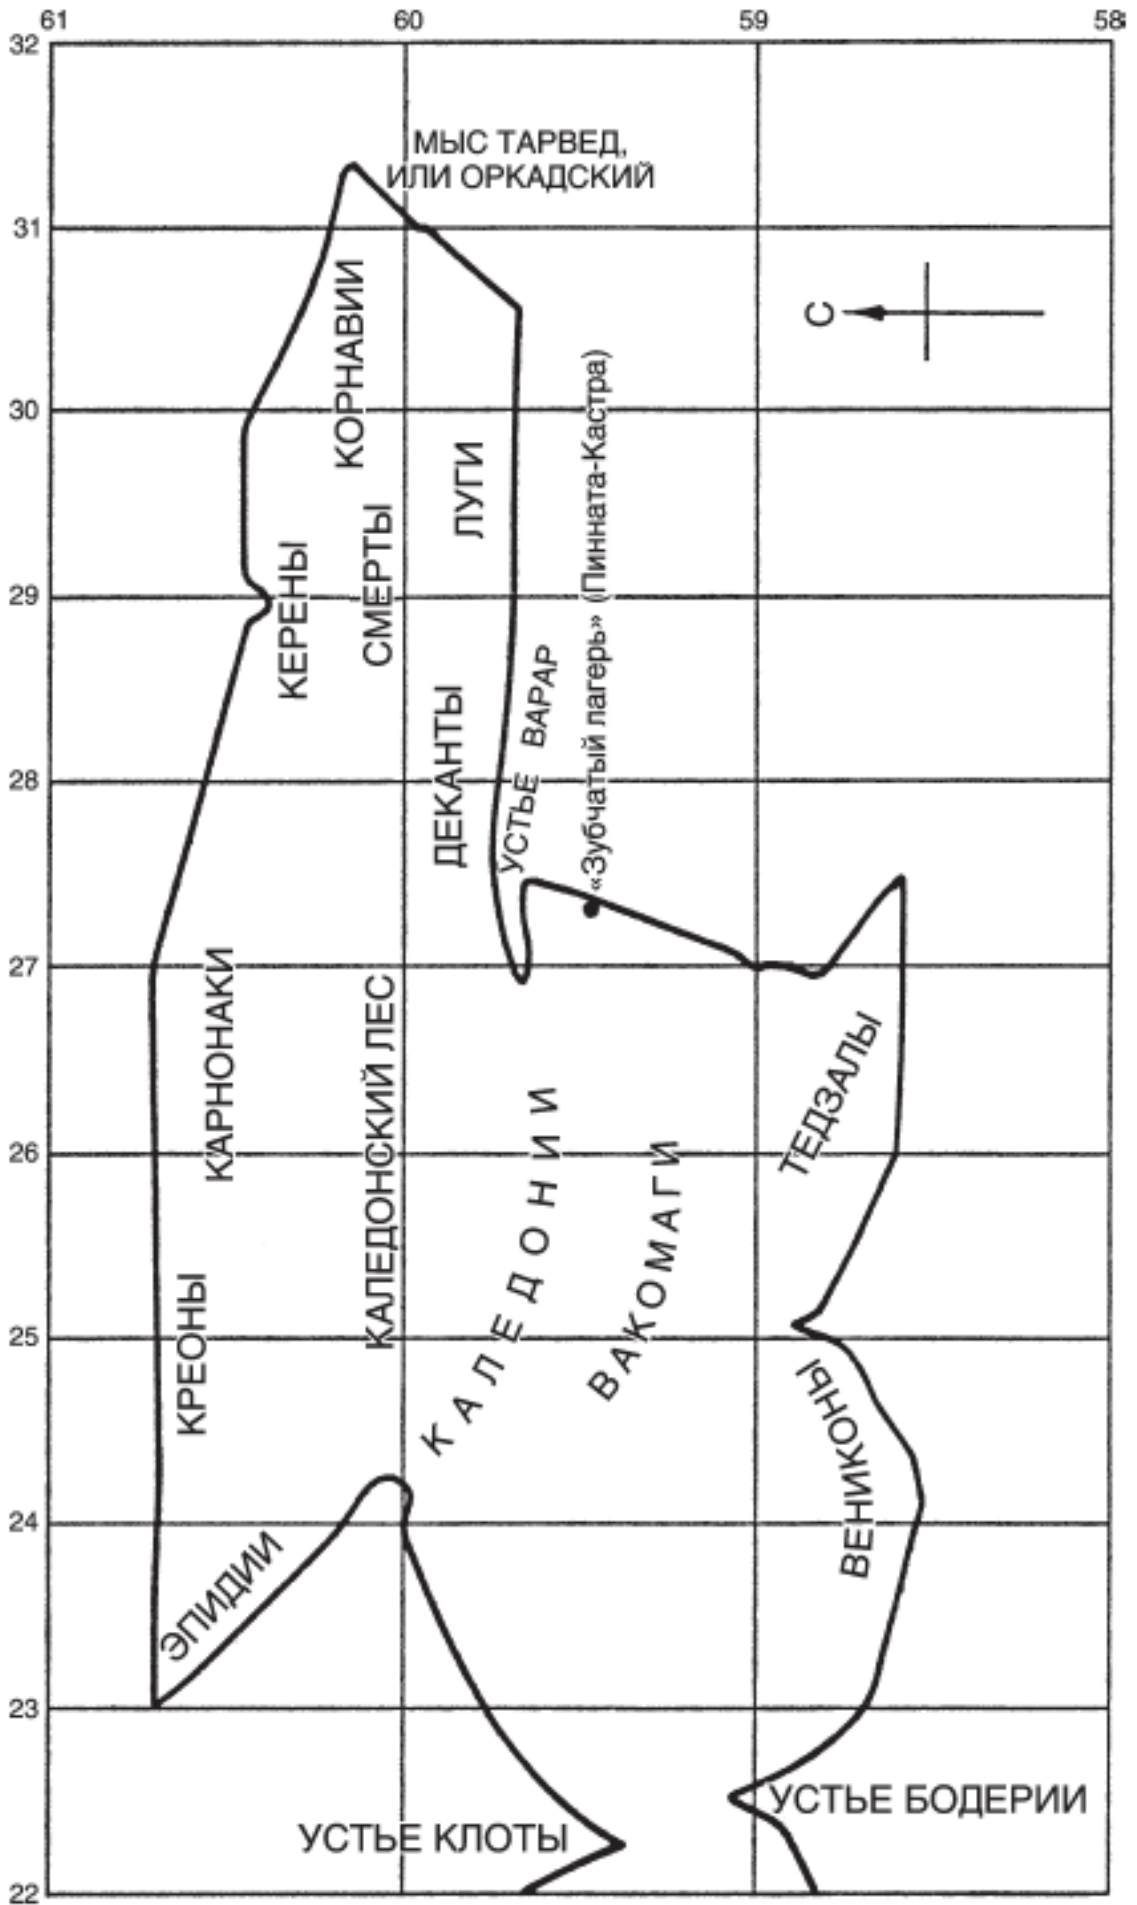 61
60
59
58
32
МЫС ТАРВЕД,
ИЛИ ОРКАДСКИЙ
31
С
КОРНАВИИ
30
ЛУГИ
«Зубчатый лагерь» (Пинната-Кастра)
СМЕРТЫ
КЕРЕНЫ
29
УСТЬЕ ВАРАР
ДЕКАНТЫ
28
27
КАРНОНАКИ
КАЛЕДОНСКИЙ ЛЕС
ТЕДЗАЛЫ
КАЛЕДОНИИ
ВАКОМАГИ
26
КРЕОНЫ
25
ВЕНИКОНЫ
24
ЭПИДИИ
23
УСТЬЕ БОДЕРИИ
УСТЬЕ КЛОТЫ
22